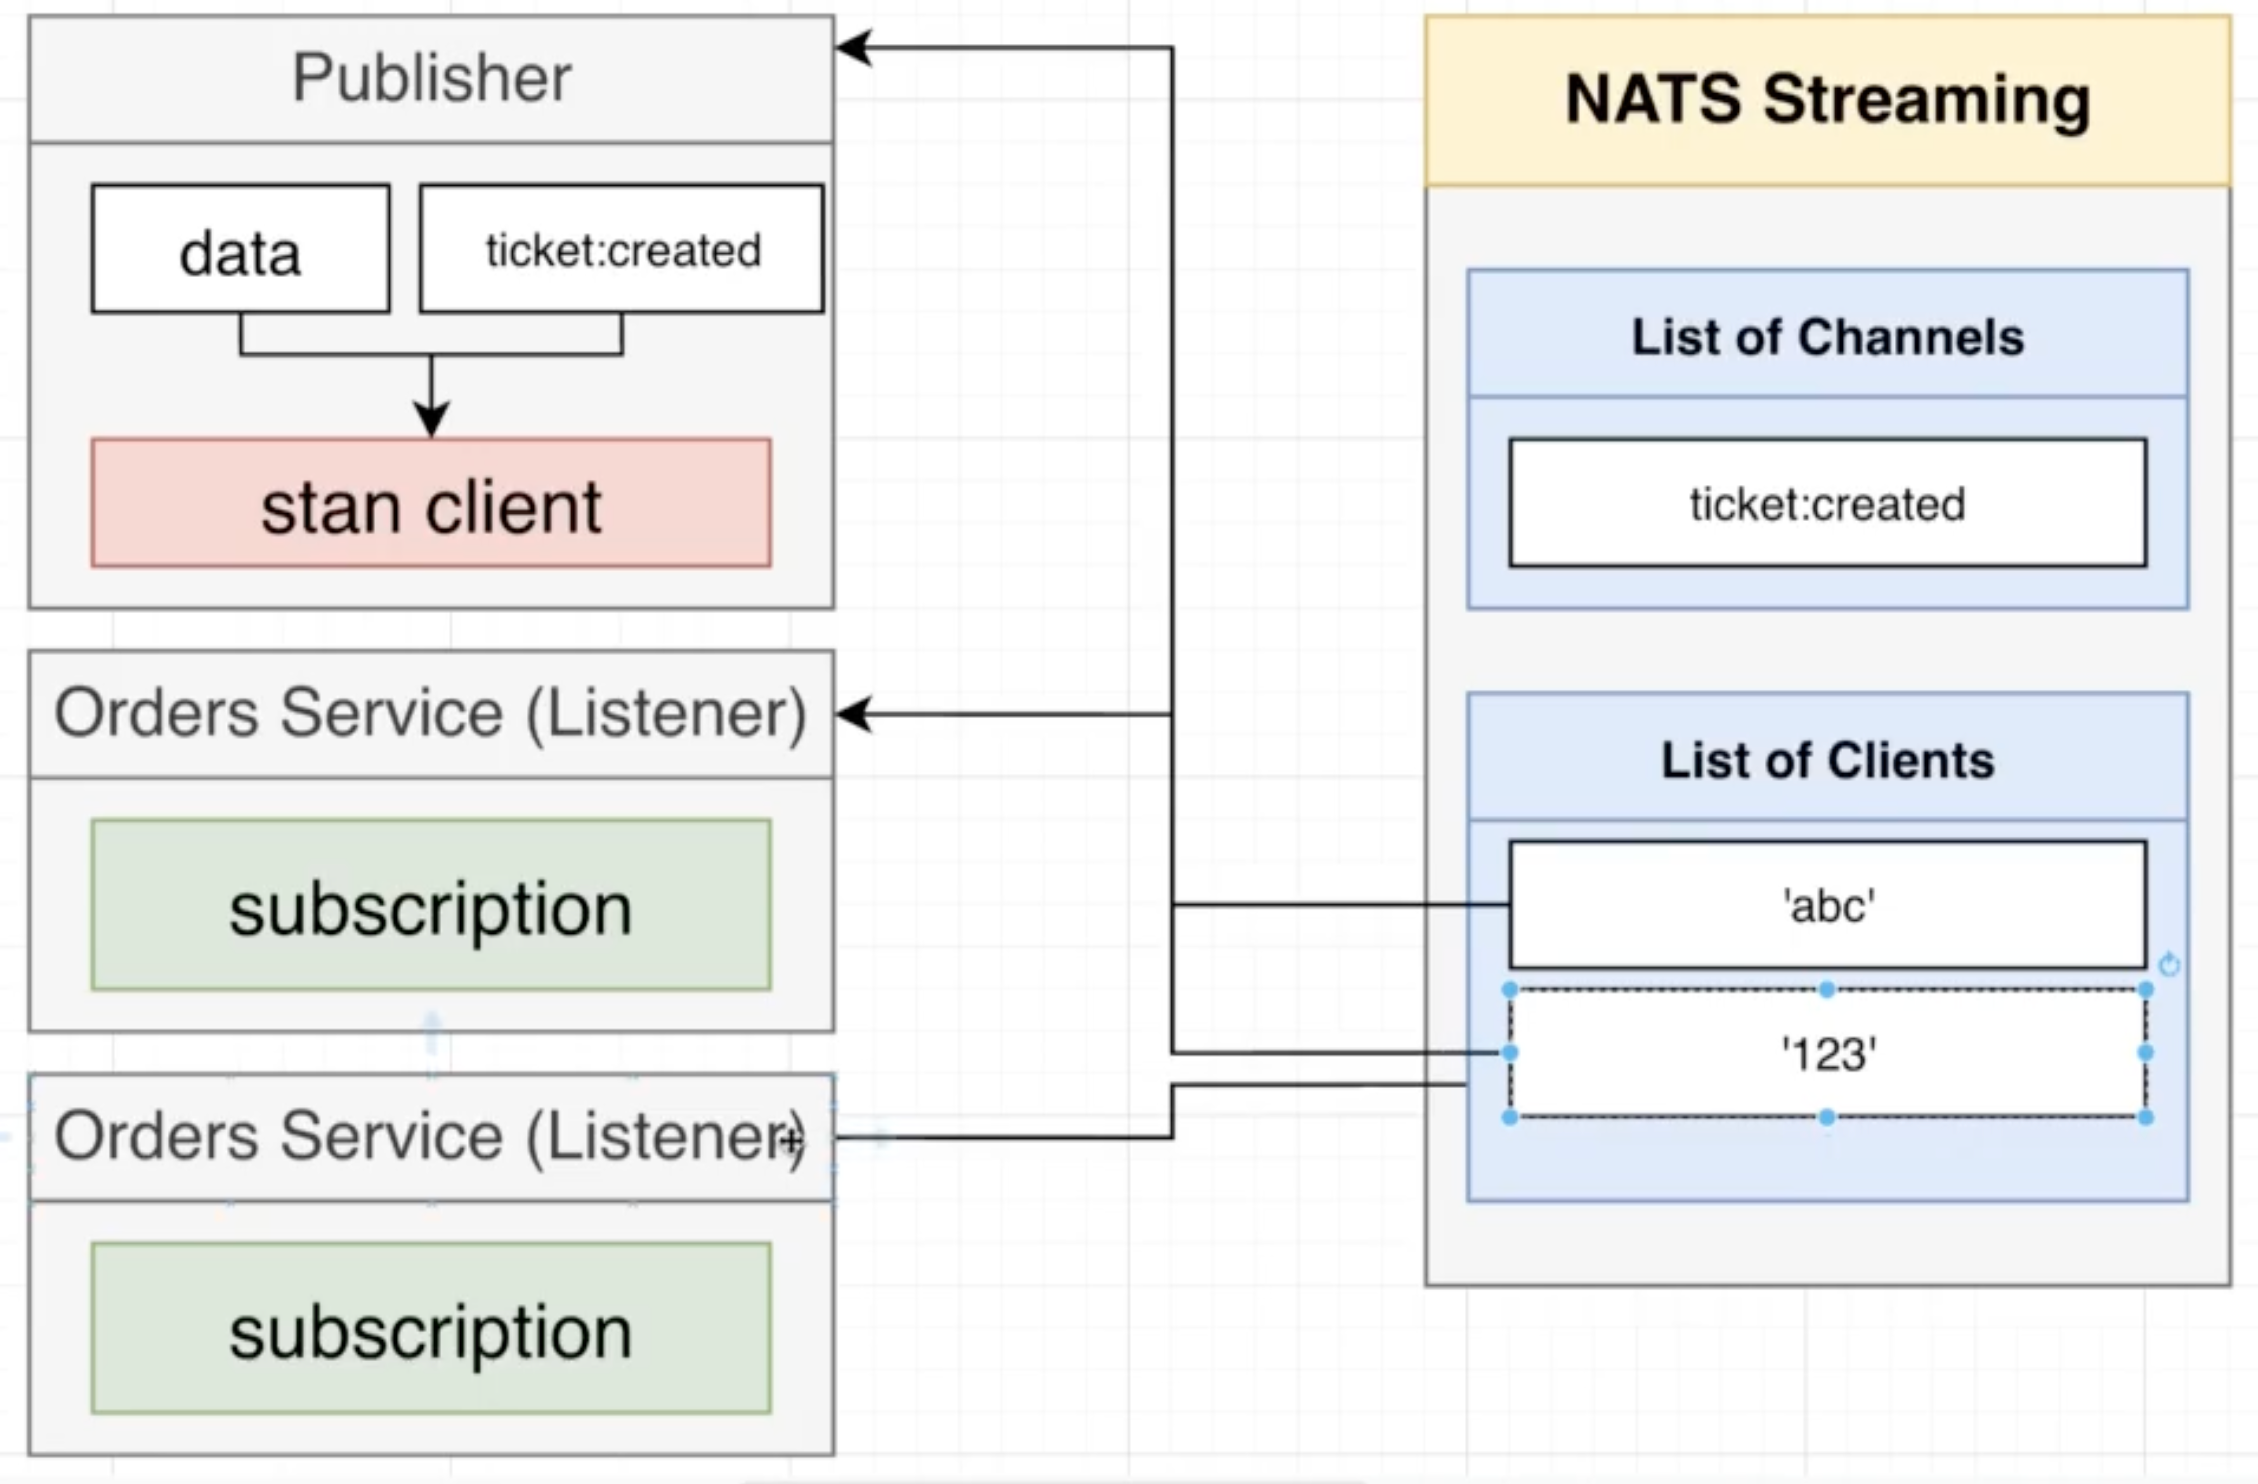 Publisher
data
ticket:created
stan client
Orders Service (Listener)
subscription
Orders Service (Listener)
subscription
NATS Streaming
List of Channels
ticket:created
List of Clients
'abc'
'123'